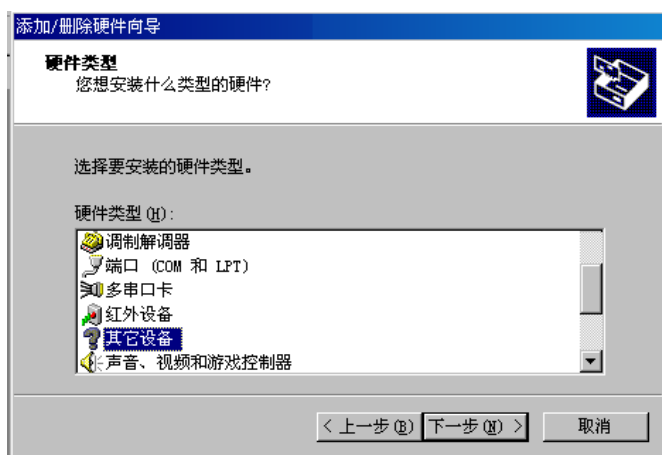 添加/删除硬件向导
硬件类型
您想安装什么类型的硬件?
选择要安装的硬件类型。
硬件类型(H):
调制解调器
端口 (COM 和 LPT)
多串口卡
红外设备
其它设备
声音、视频和游戏控制器
< 上一步(B) 下一步(N) > 取消